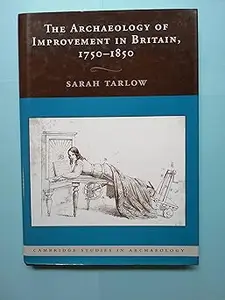 THE ARCHAEOLOGY OF
IMPROVEMENT IN BRITAIN,
1750–1850
SARAH TARLOW
CAMBRIDGE STUDIES IN ARCHAEOLOGY